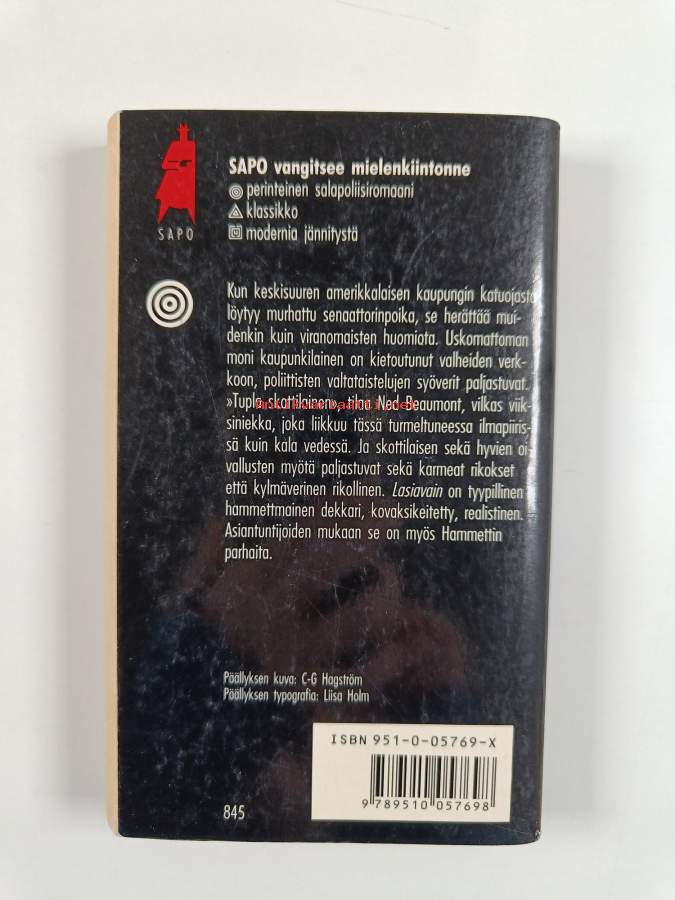 SAPO vangitsee mielenkiintonne
perinteinen salapoliisiromaani
klassikko
modernia jännitystä
SAPO
Kun keskisuuren amerikkalaisen kaupungin katuojasta
löytyy murhattu senaattorinpoika, se herättää mui-
denkin kuin viranomaisten huomiota. Uskomattoman
moni kaupunkilainen on kietoutunut valheiden verk-
koon, poliittisten valtataistelujen syöverit paljastuvat.
»Tupla skottilainen» tilaa Ned Beaumont, vilkas viik-
siniekka, joka liikkuu tässä turmeltuneessa ilmapiiris-
sä kuin kala vedessä. Ja skottilaisen sekä hyvien oi-
vallusten myötä paljastuvat sekä karmeat rikokset
että kylmäverinen rikollinen. Lasiavain on tyypillinen
hammettmainen dekkari, kovaksikeitetty, realistinen.
Asiantuntijoiden mukaan se on myös Hammettin
parhaita.
Päällyksen kuva: C-G Hagström
Päällyksen typografia: Liisa Holm
ISBN 951-0-05769-X
9 789510 057698
845